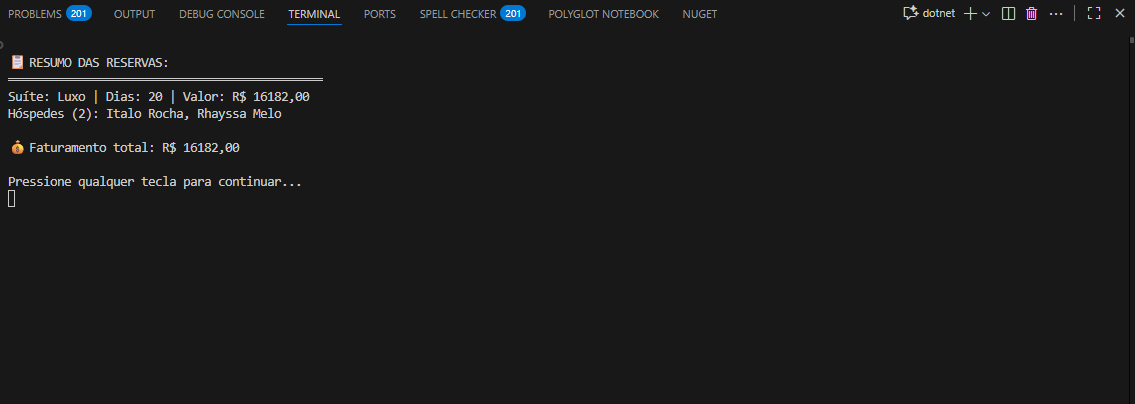 PROBLEMS 201 OUTPUT DEBUG CONSOLE TERMINAL PORTS SPELL CHECKER 201 POLYGLOT NOTEBOOK NUGET dotnet
📋 RESUMO DAS RESERVAS:
Suíte: Luxo | Dias: 20 | Valor: R$ 16182,00
Hóspedes (2): Italo Rocha, Rhayssa Melo
💰 Faturamento total: R$ 16182,00
Pressione qualquer tecla para continuar...